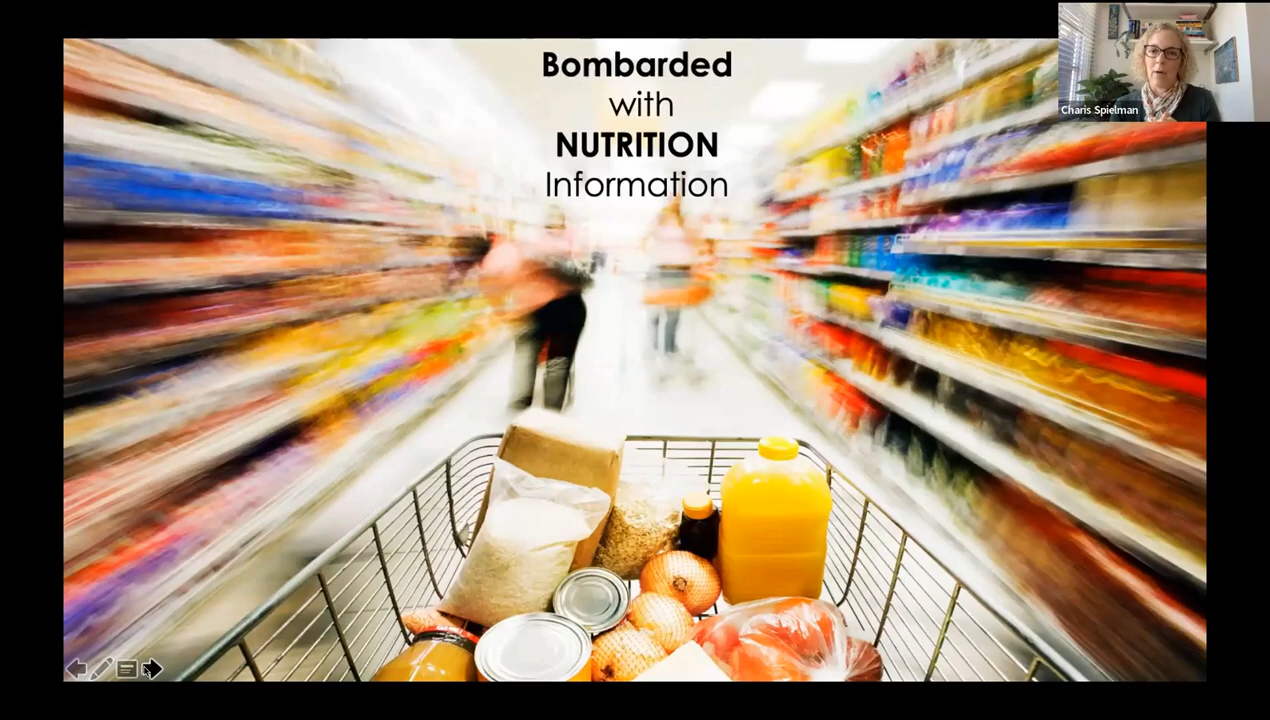 Bombarded
with
NUTRITION
Information
Charis Spielman